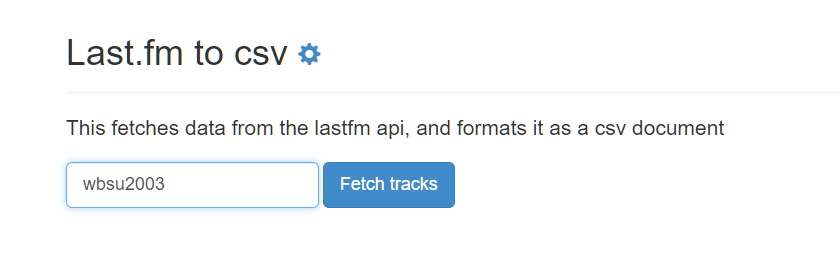 Last.fm to csv
This fetches data from the lastfm api, and formats it as a csv document
wbsu2003
Fetch tracks